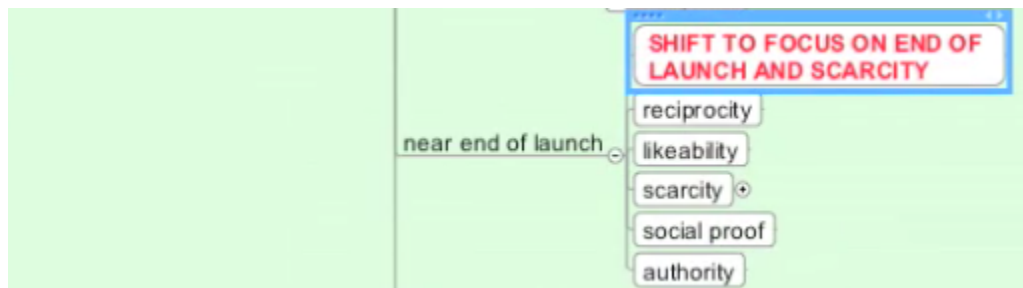 SHIFT TO FOCUS ON END OF
LAUNCH AND SCARCITY
reciprocity
near end of launch
likeability
scarcity
social proof
authority